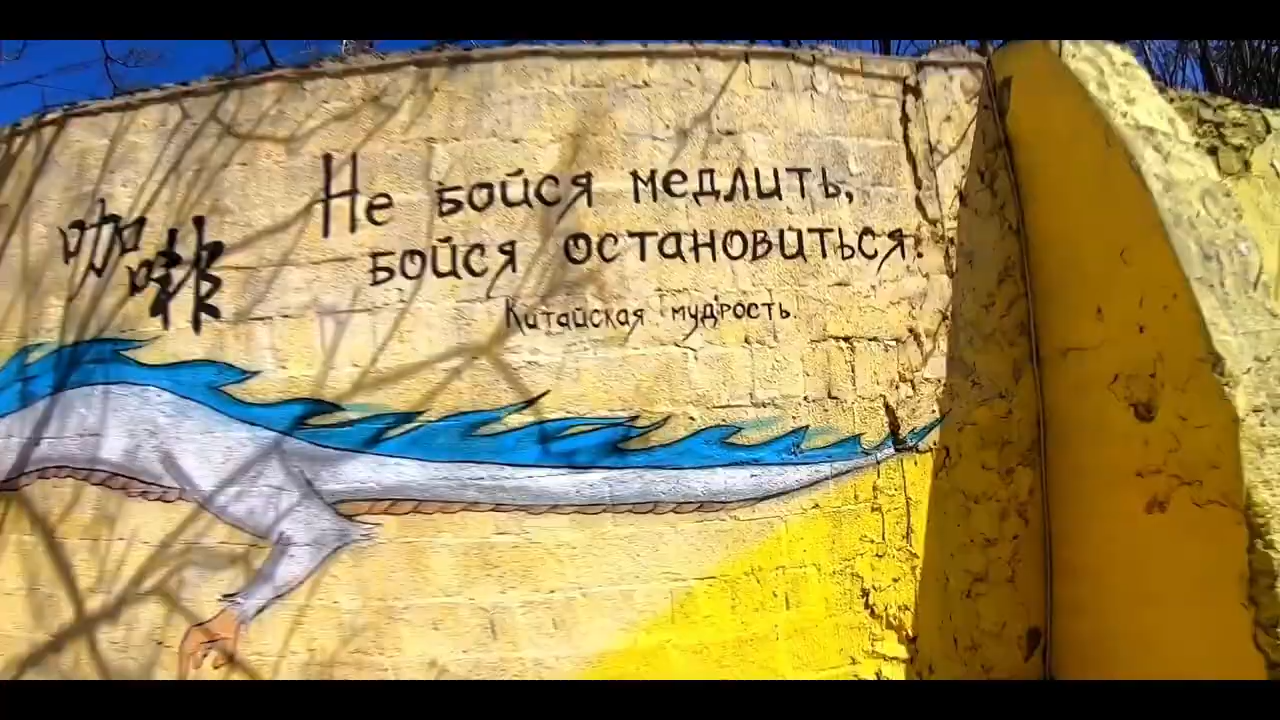 咖啡
Не бойся медлить,
бойся остановиться.
Китайская мудрость